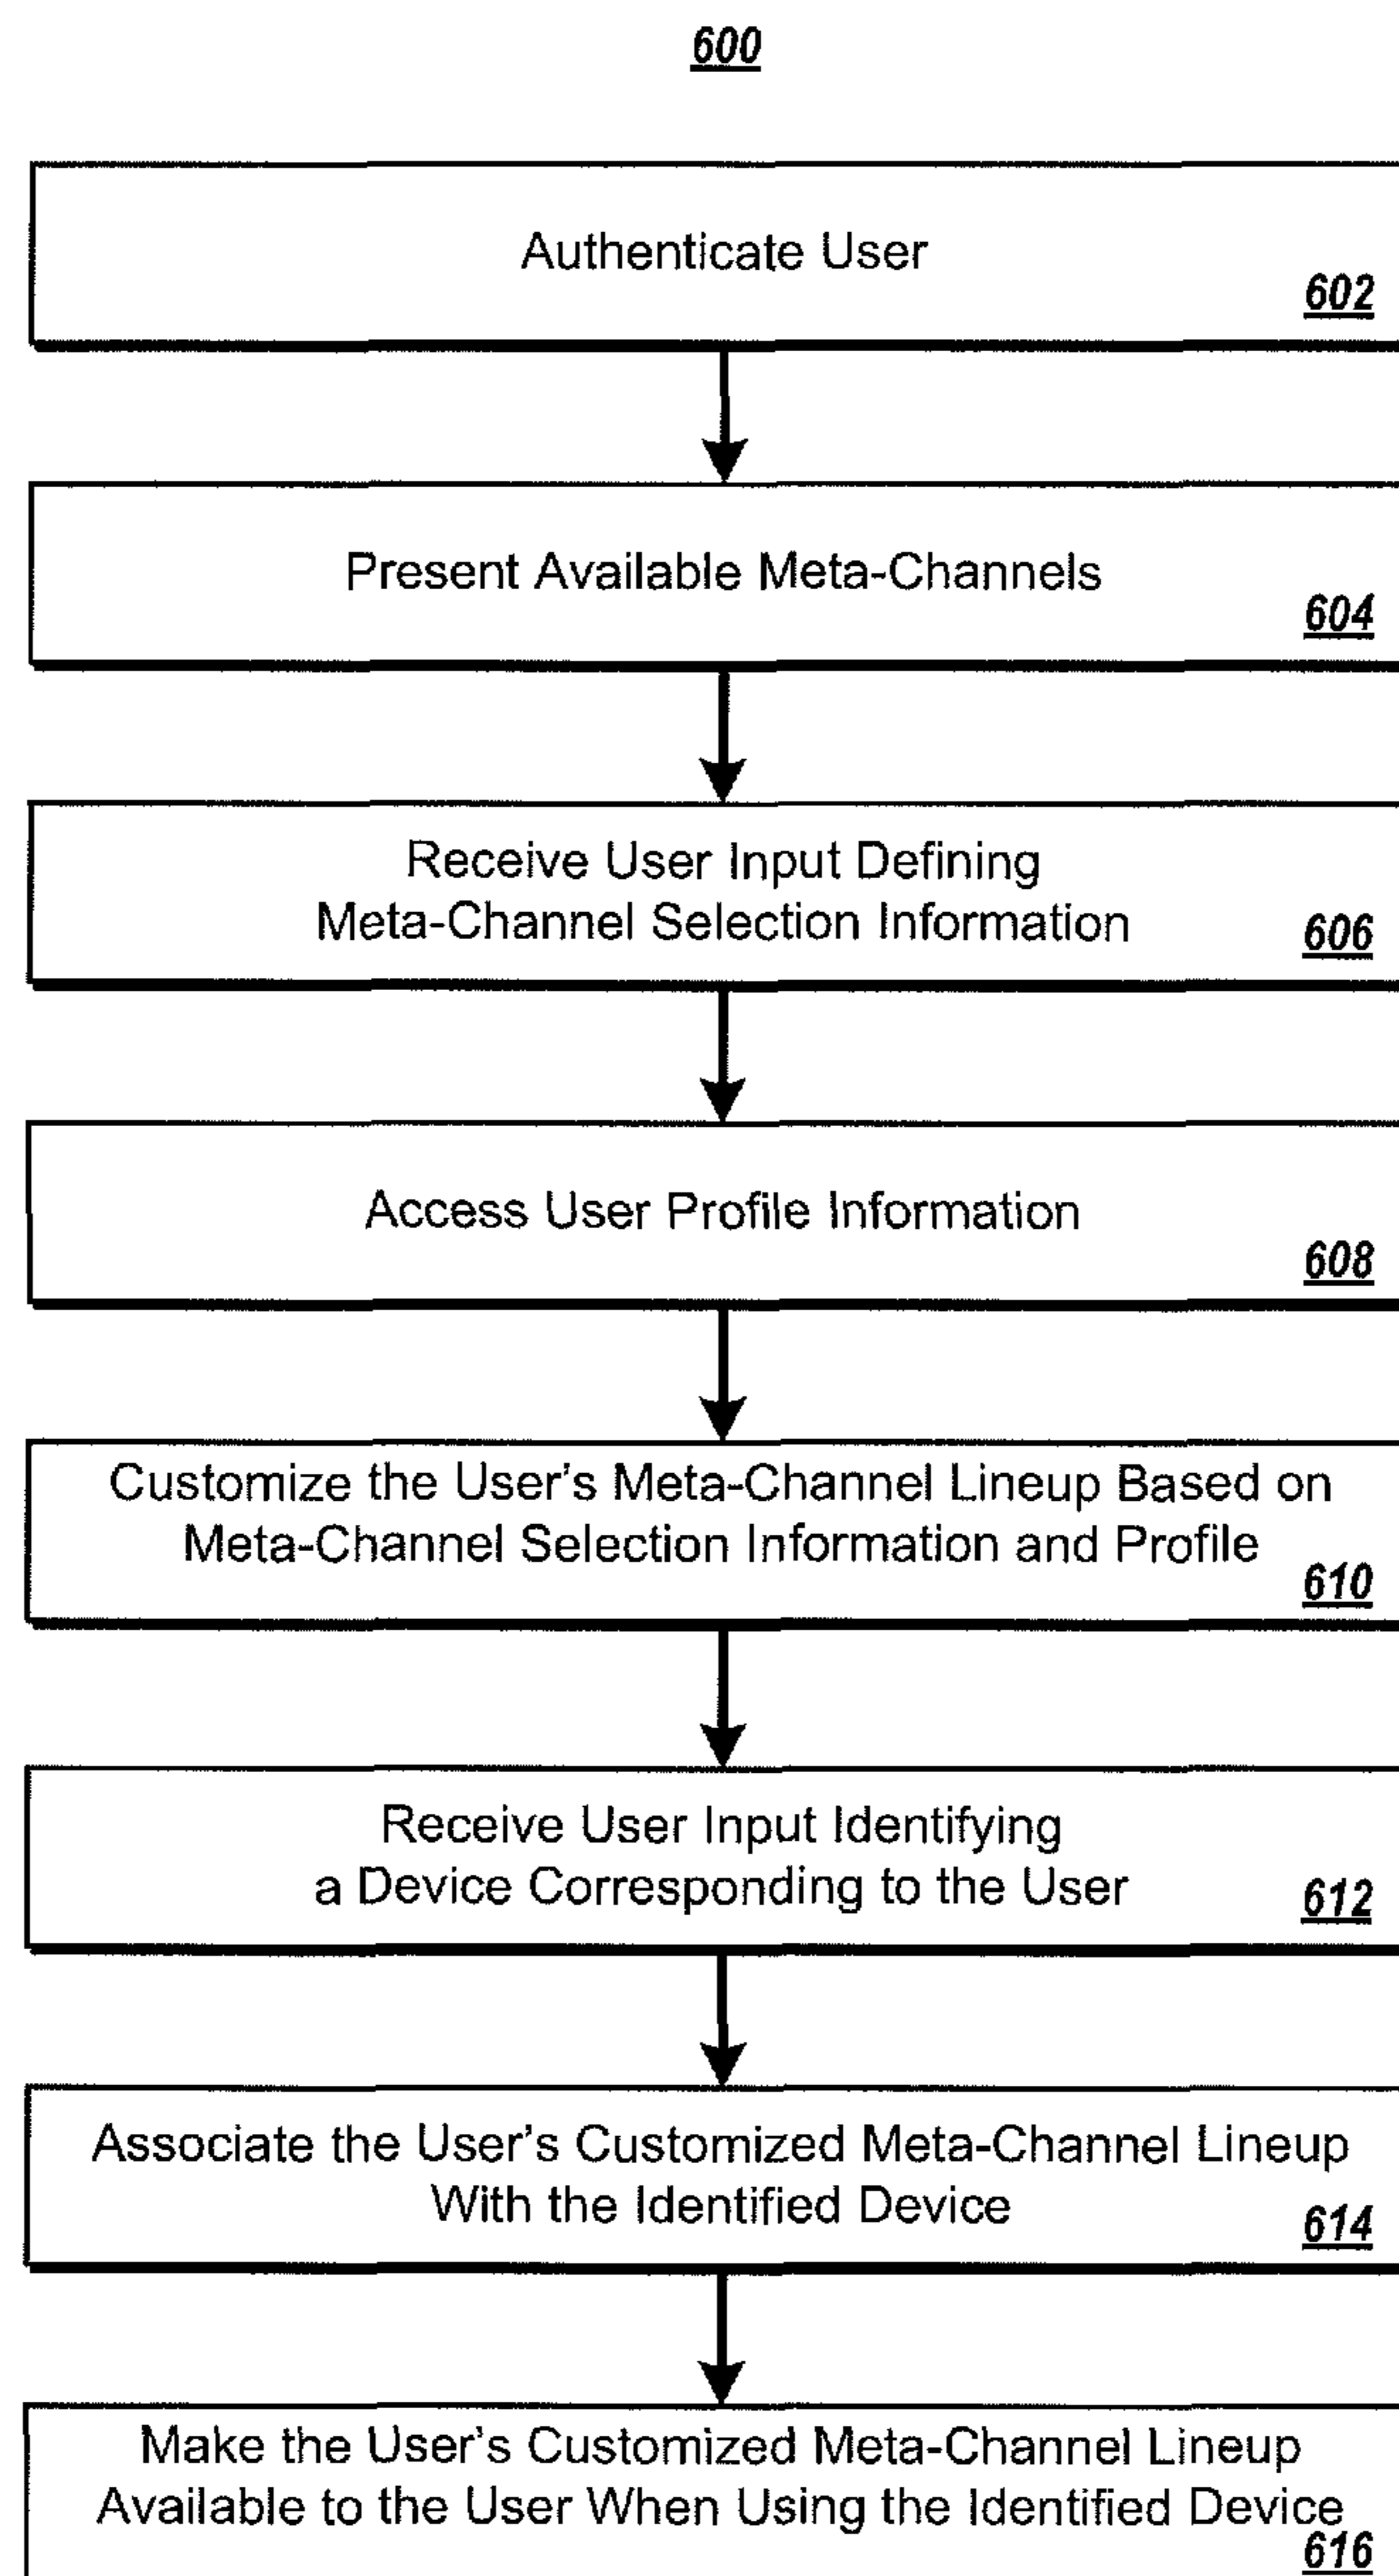 600
Authenticate User
602
Present Available Meta-Channels
604
Receive User Input Defining
Meta-Channel Selection Information
606
Access User Profile Information
608
Customize the User's Meta-Channel Lineup Based on
Meta-Channel Selection Information and Profile
610
Receive User Input Identifying
a Device Corresponding to the User
612
Associate the User's Customized Meta-Channel Lineup
With the Identified Device
614
Make the User's Customized Meta-Channel Lineup
Available to the User When Using the Identified Device
616